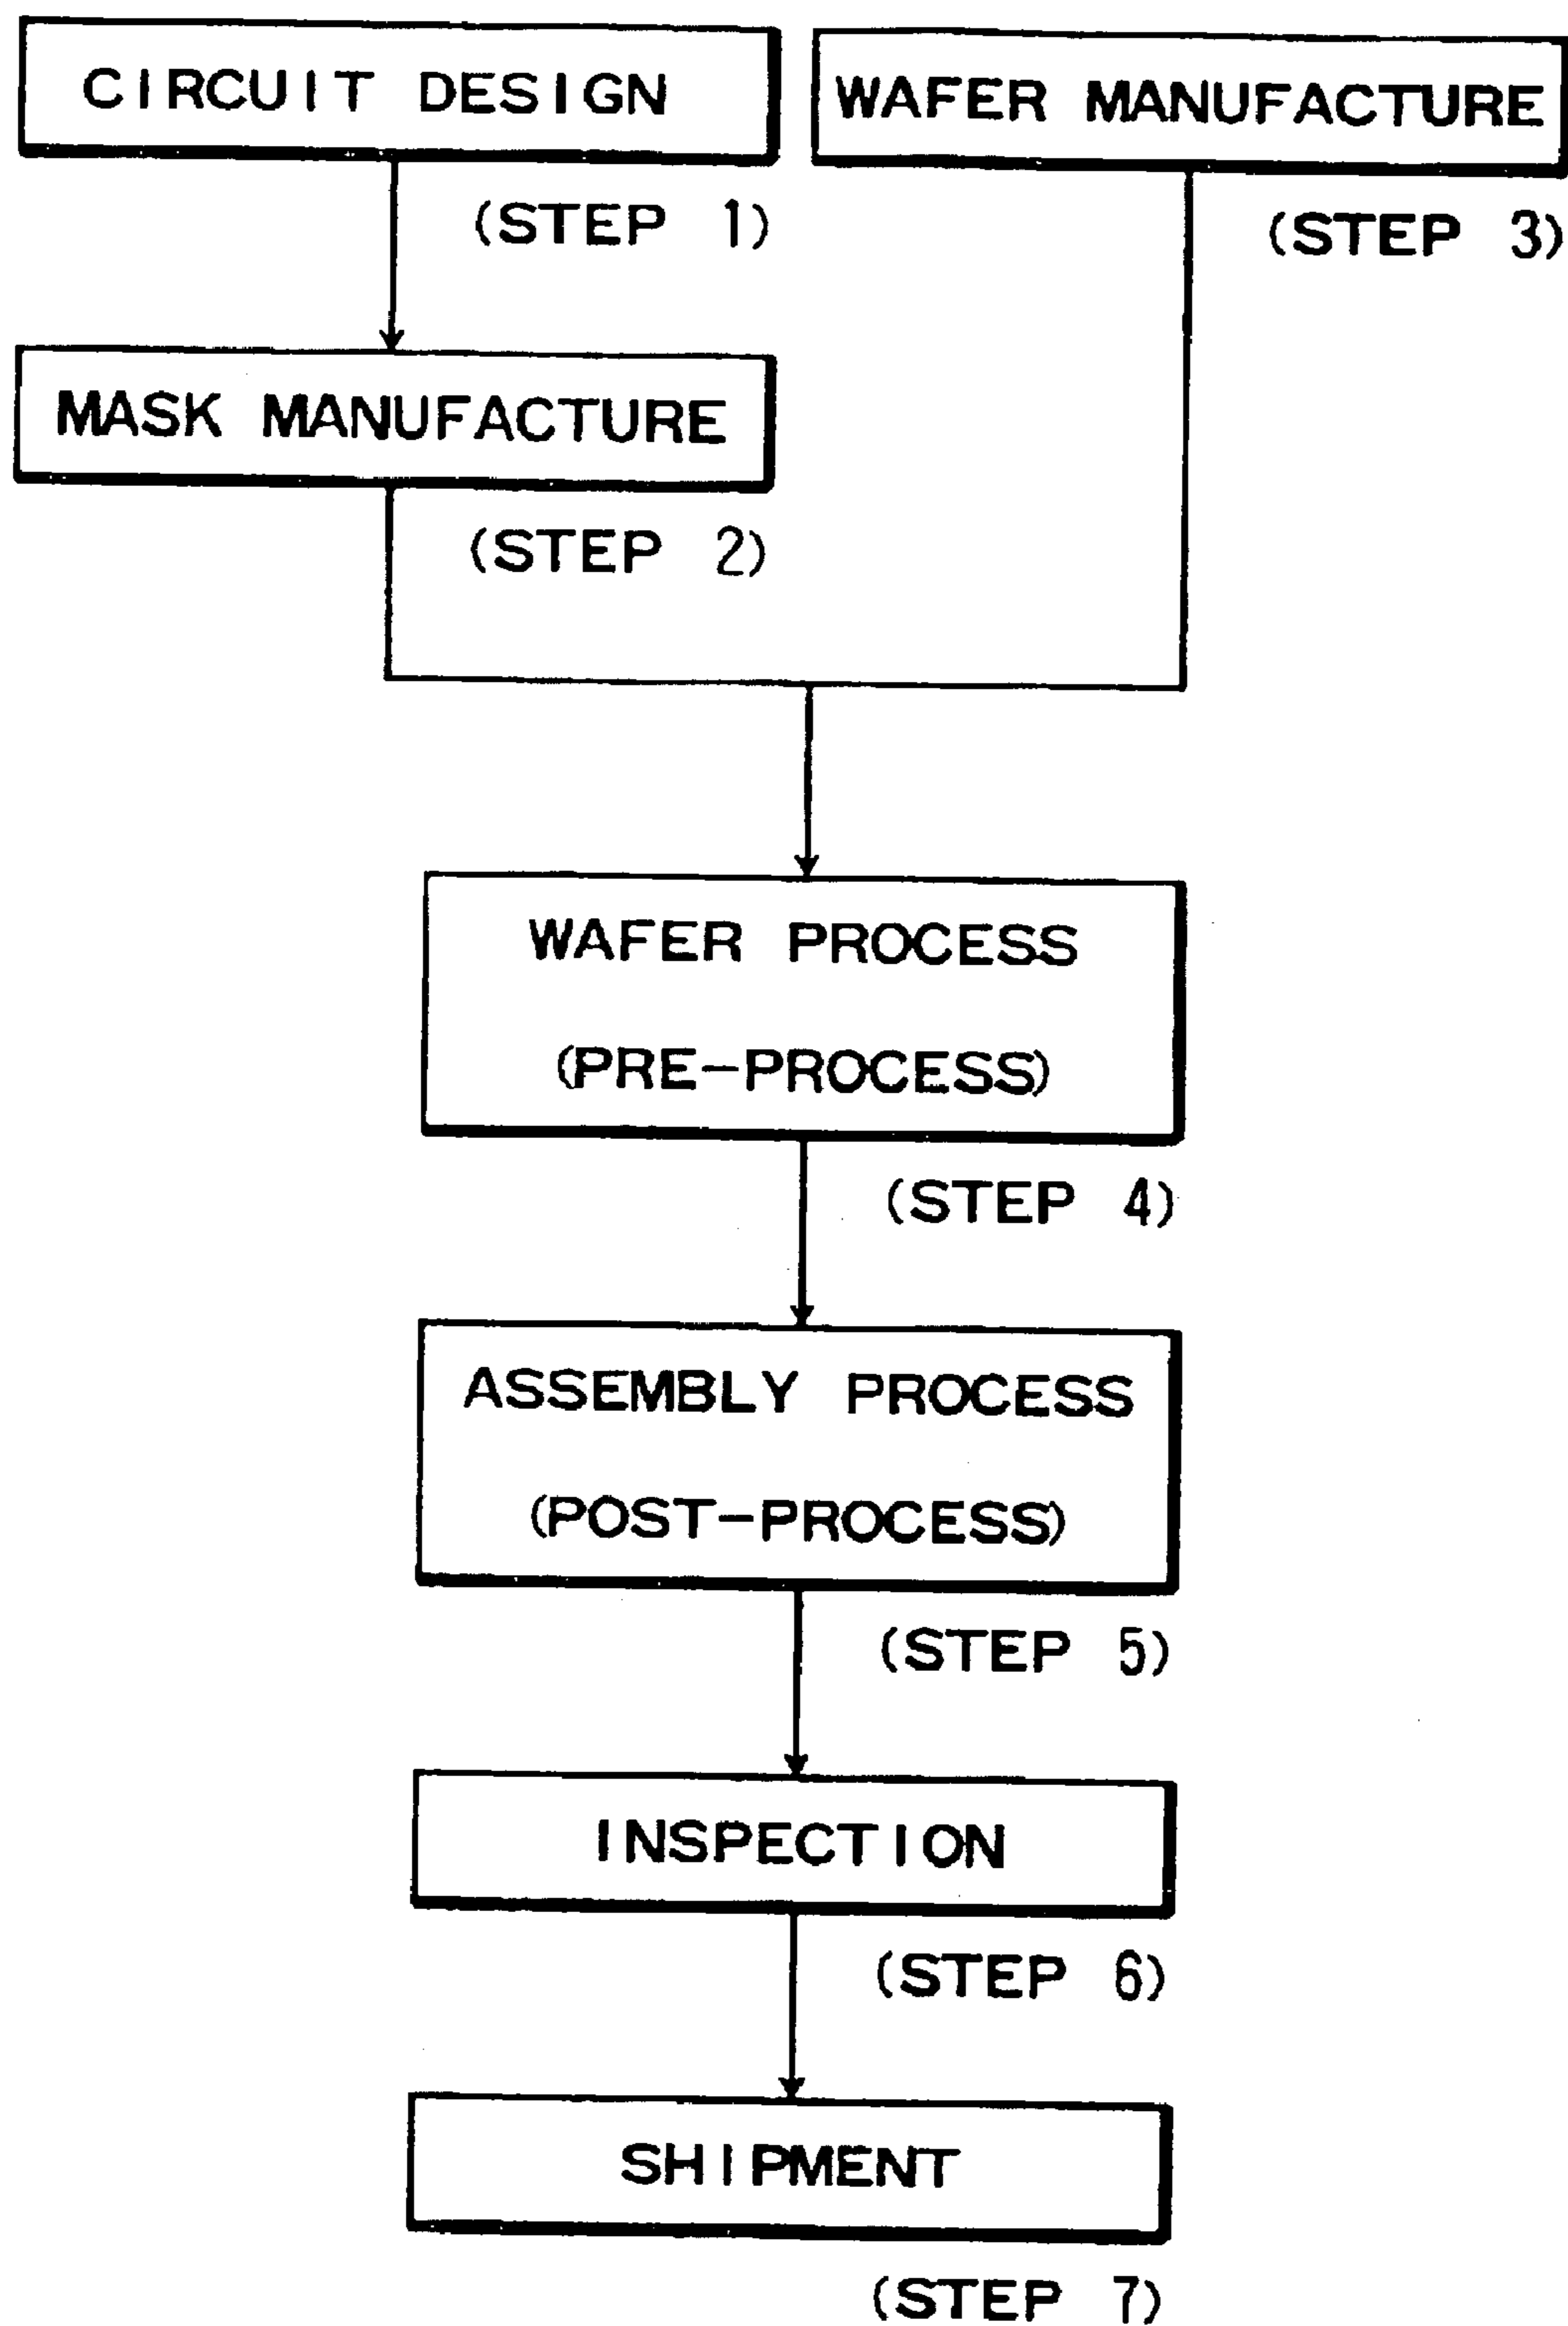 CIRCUIT DESIGN
(STEP 1)
WAFER MANUFACTURE
(STEP 3)
MASK MANUFACTURE
(STEP 2)
WAFER PROCESS
(PRE-PROCESS)
(STEP 4)
ASSEMBLY PROCESS
(POST-PROCESS)
(STEP 5)
INSPECTION
(STEP 6)
SHIPMENT
(STEP 7)